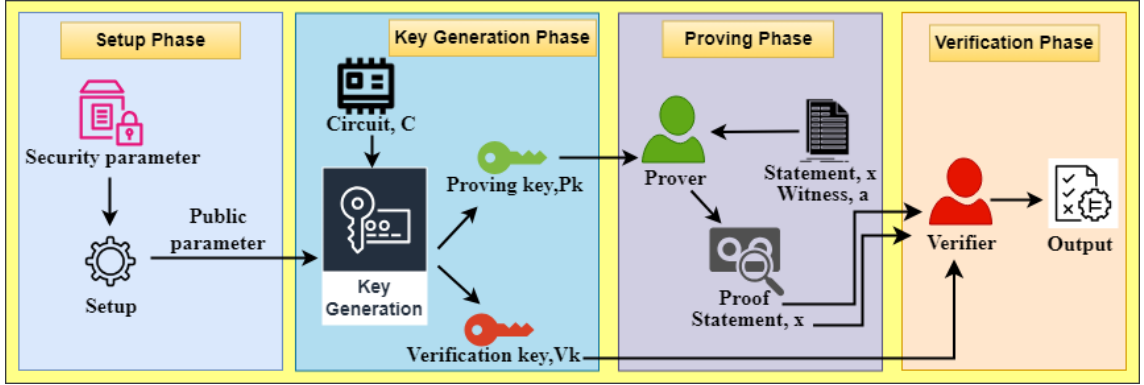 Setup Phase
Security parameter
Setup
Public
parameter
Key Generation Phase
Circuit, C
Key
Generation
Proving key,Pk
Verification key,Vk
Proving Phase
Prover
Statement, x
Witness, a
Proof
Statement, x
Verification Phase
Verifier
Output